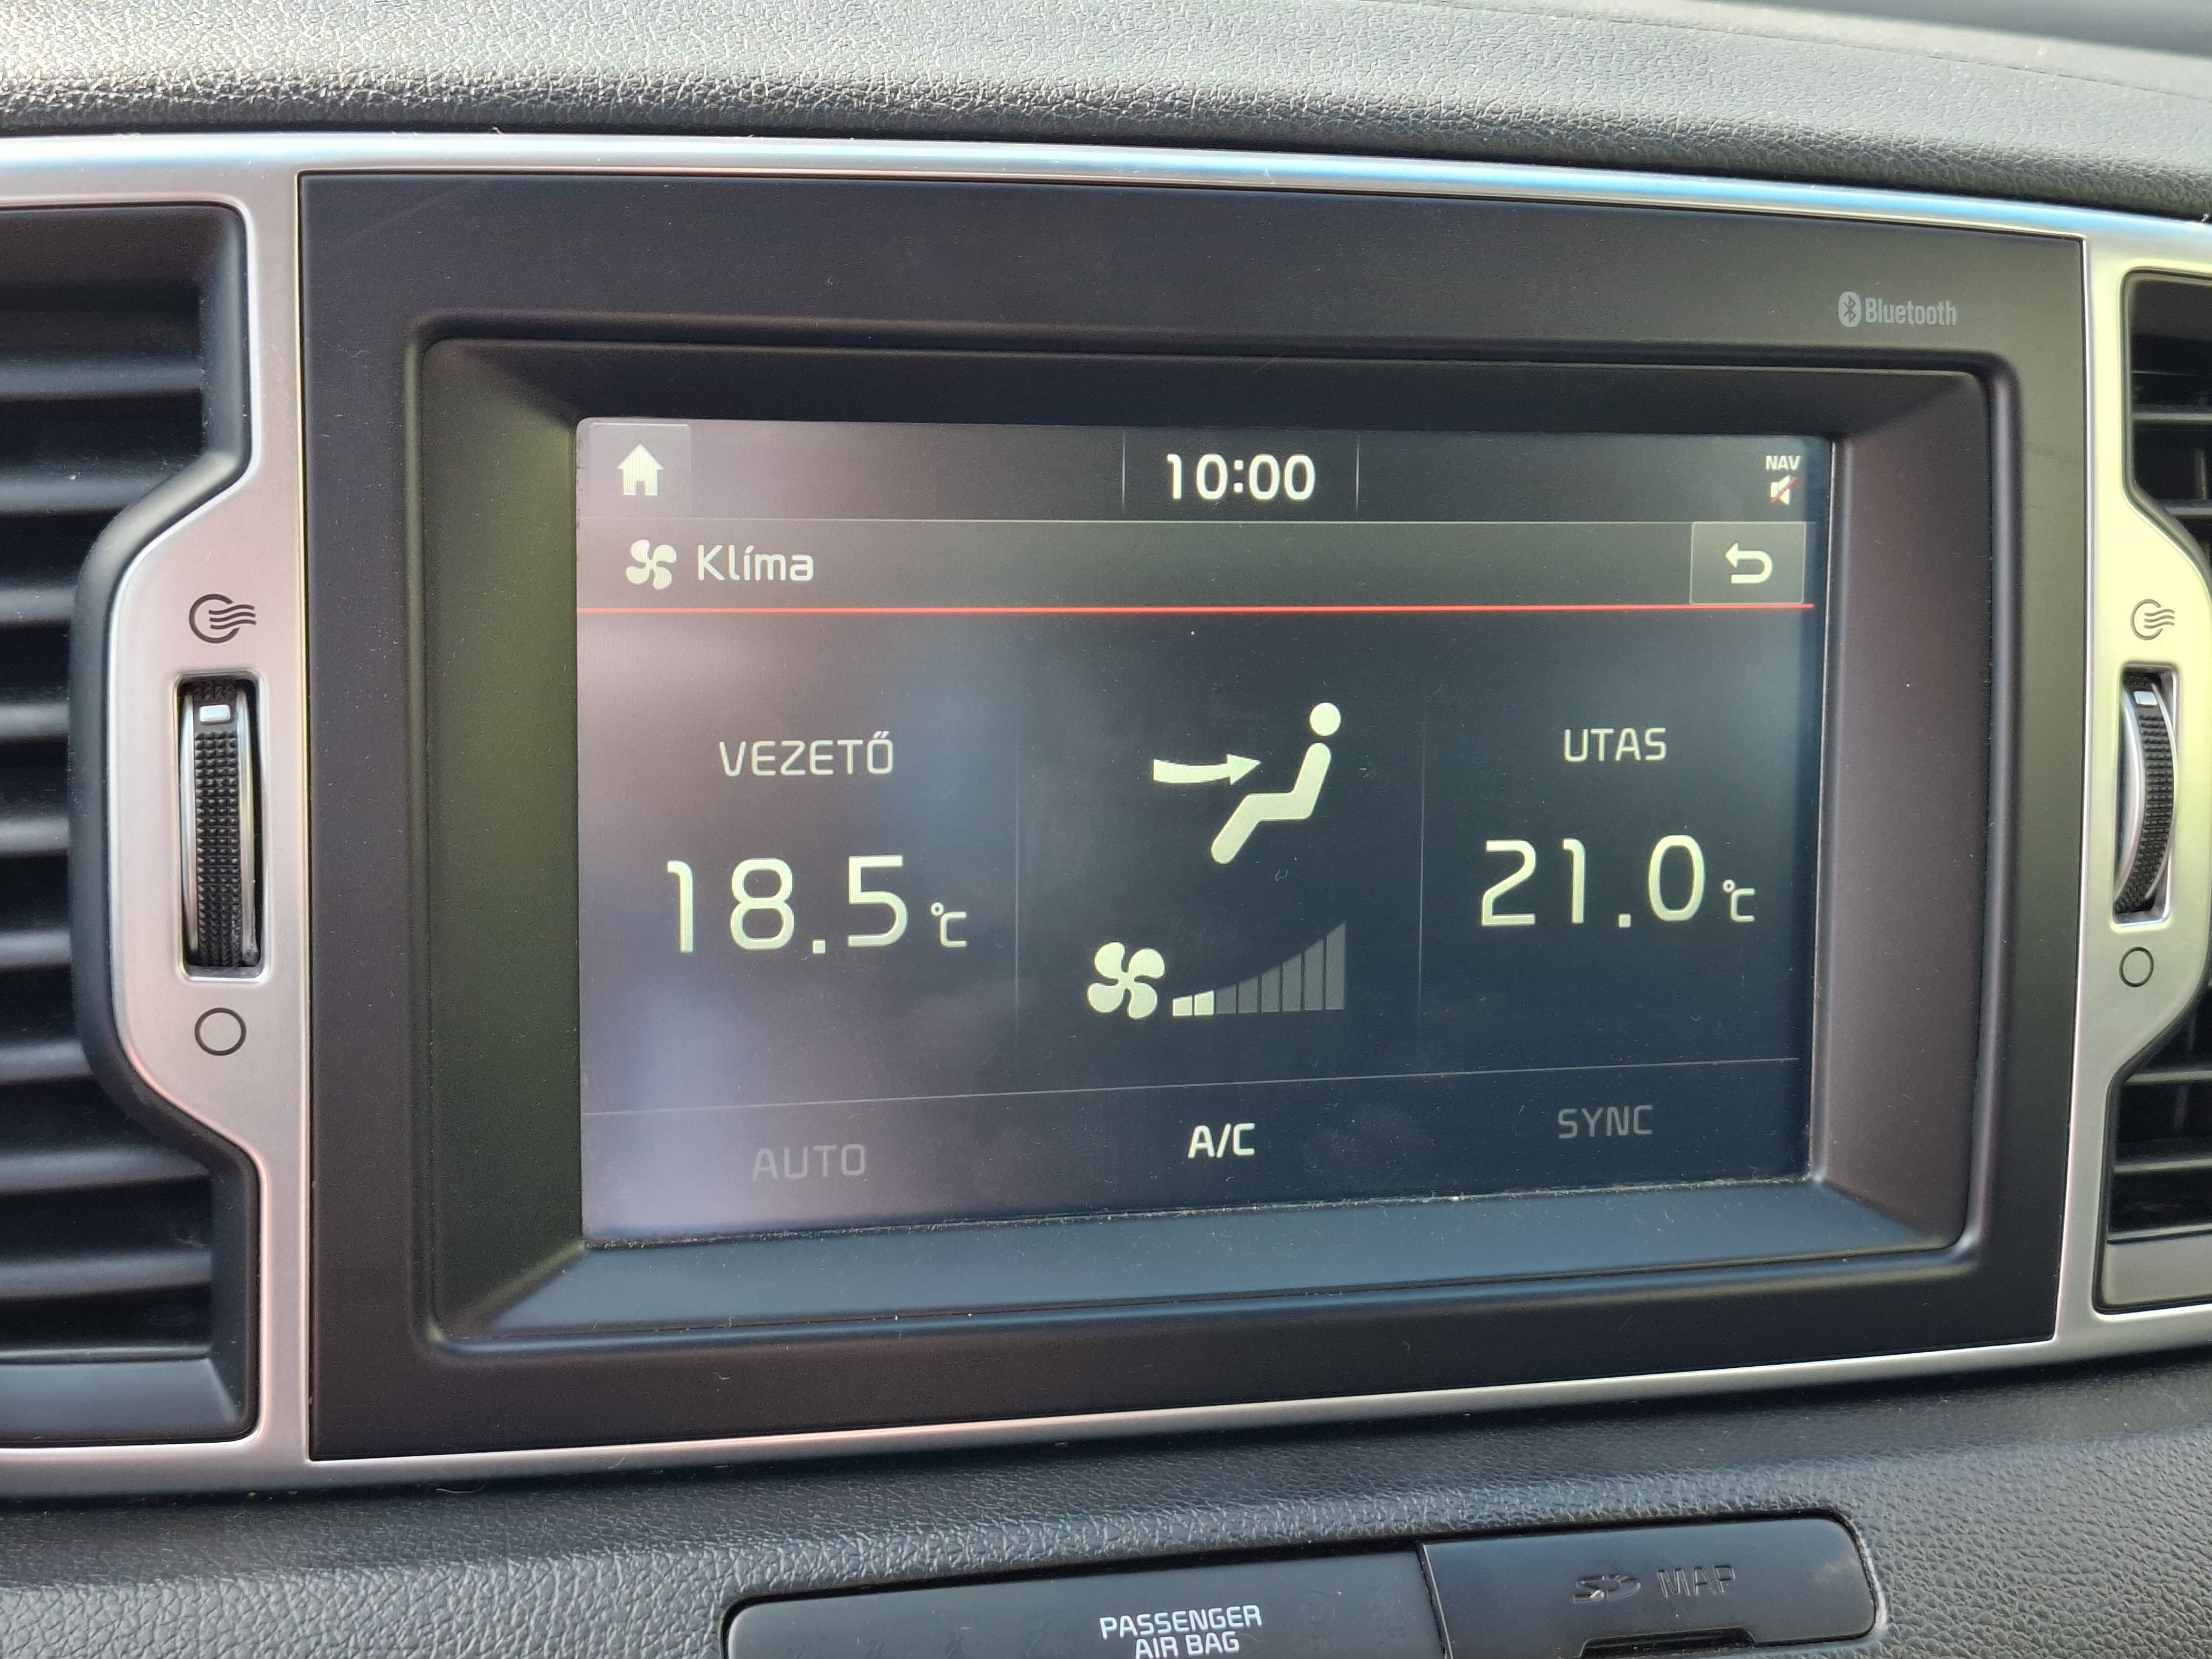 Bluetooth
10:00
NAV
Klíma
VEZETŐ
UTAS
18.5 °C
21.0 °C
AUTO
A/C
SYNC
PASSENGER
AIR BAG
MAP